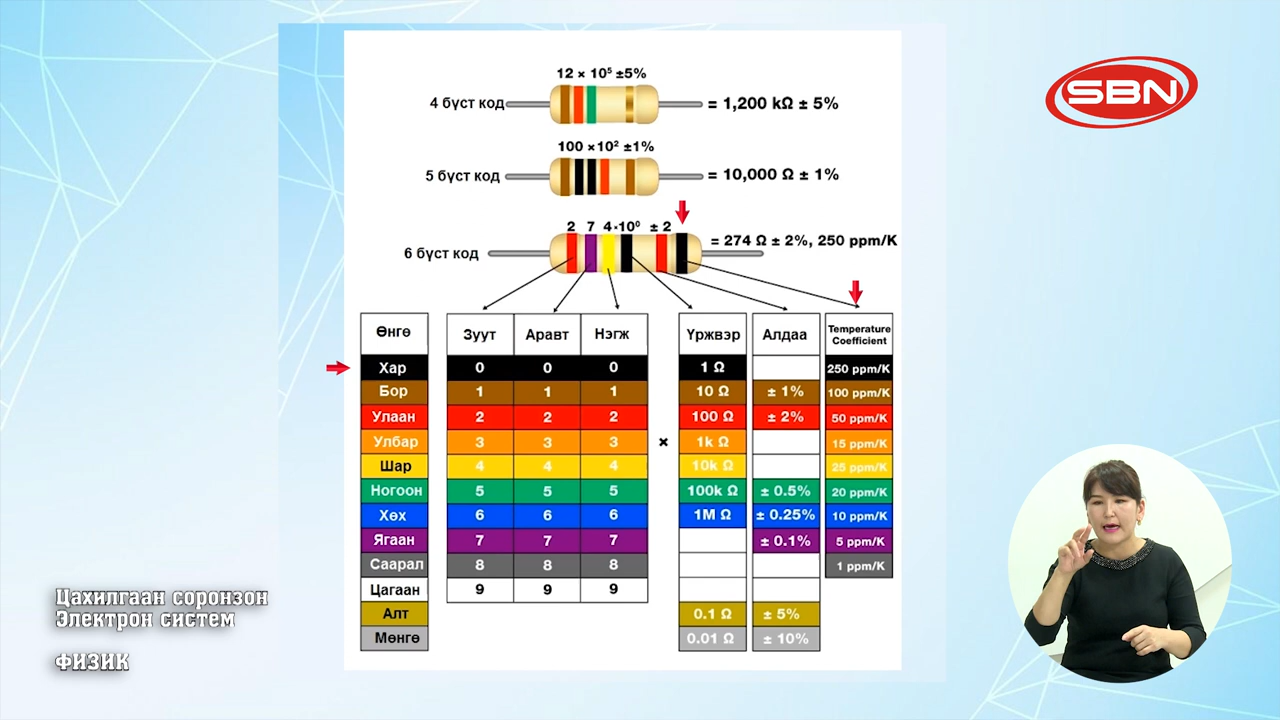 SBN
12 × 10⁵ ±5%
4 бүст код = 1,200 kΩ ± 5%
100 ×10² ±1%
5 бүст код = 10,000 Ω ± 1%
2 7 4·10⁰ ± 2
6 бүст код = 274 Ω ± 2%, 250 ppm/K
Өнгө Зуут Аравт Нэгж Үржвэр Алдаа Temperature Coefficient
Хар 0 0 0 1 Ω 250 ppm/K
Бор 1 1 1 10 Ω ± 1% 100 ppm/K
Улаан 2 2 2 100 Ω ± 2% 50 ppm/K
Улбар 3 3 3 × 1k Ω 15 ppm/K
Шар 4 4 4 10k Ω 25 ppm/K
Ногоон 5 5 5 100k Ω ± 0.5% 20 ppm/K
Хөх 6 6 6 1M Ω ± 0.25% 10 ppm/K
Ягаан 7 7 7 ± 0.1% 5 ppm/K
Саарал 8 8 8 1 ppm/K
Цагаан 9 9 9
Алт 0.1 Ω ± 5%
Мөнгө 0.01 Ω ± 10%
Цахилгаан соронзон
Электрон систем
ФИЗИК